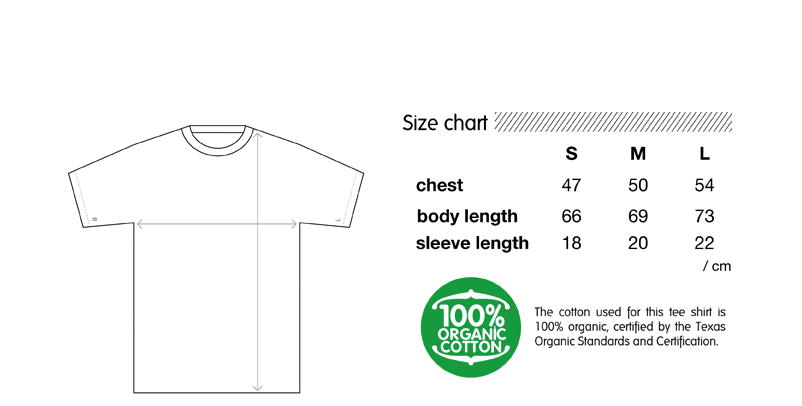 Size chart
S M L
chest 47 50 54
body length 66 69 73
sleeve length 18 20 22
/ cm
100%
ORGANIC
COTTON
The cotton used for this tee shirt is
100% organic, certified by the Texas
Organic Standards and Certification.
R
L